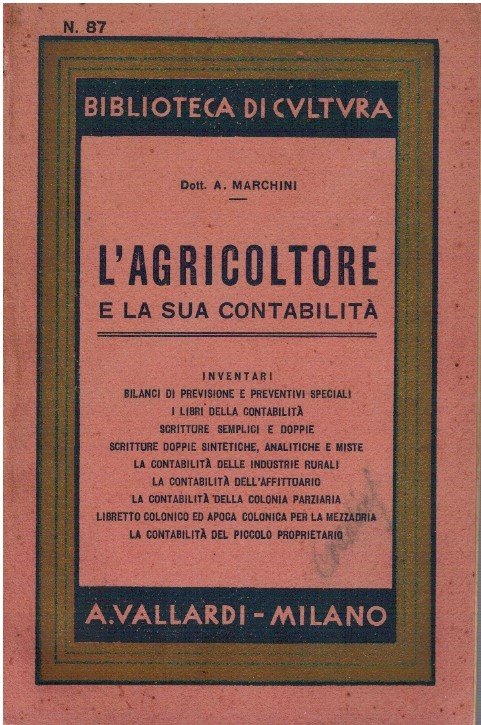 N. 87
BIBLIOTECA DI CVLTVRA
Dott. A. MARCHINI
L'AGRICOLTORE
E LA SUA CONTABILITÀ
INVENTARI
BILANCI DI PREVISIONE E PREVENTIVI SPECIALI
I LIBRI DELLA CONTABILITÀ
SCRITTURE SEMPLICI E DOPPIE
SCRITTURE DOPPIE SINTETICHE, ANALITICHE E MISTE
LA CONTABILITÀ DELLE INDUSTRIE RURALI
LA CONTABILITÀ DELL'AFFITTUARIO
LA CONTABILITÀ DELLA COLONIA PARZIARIA
LIBRETTO COLONICO ED APOCA COLONICA PER LA MEZZADRIA
LA CONTABILITÀ DEL PICCOLO PROPRIETARIO
A. VALLARDI - MILANO